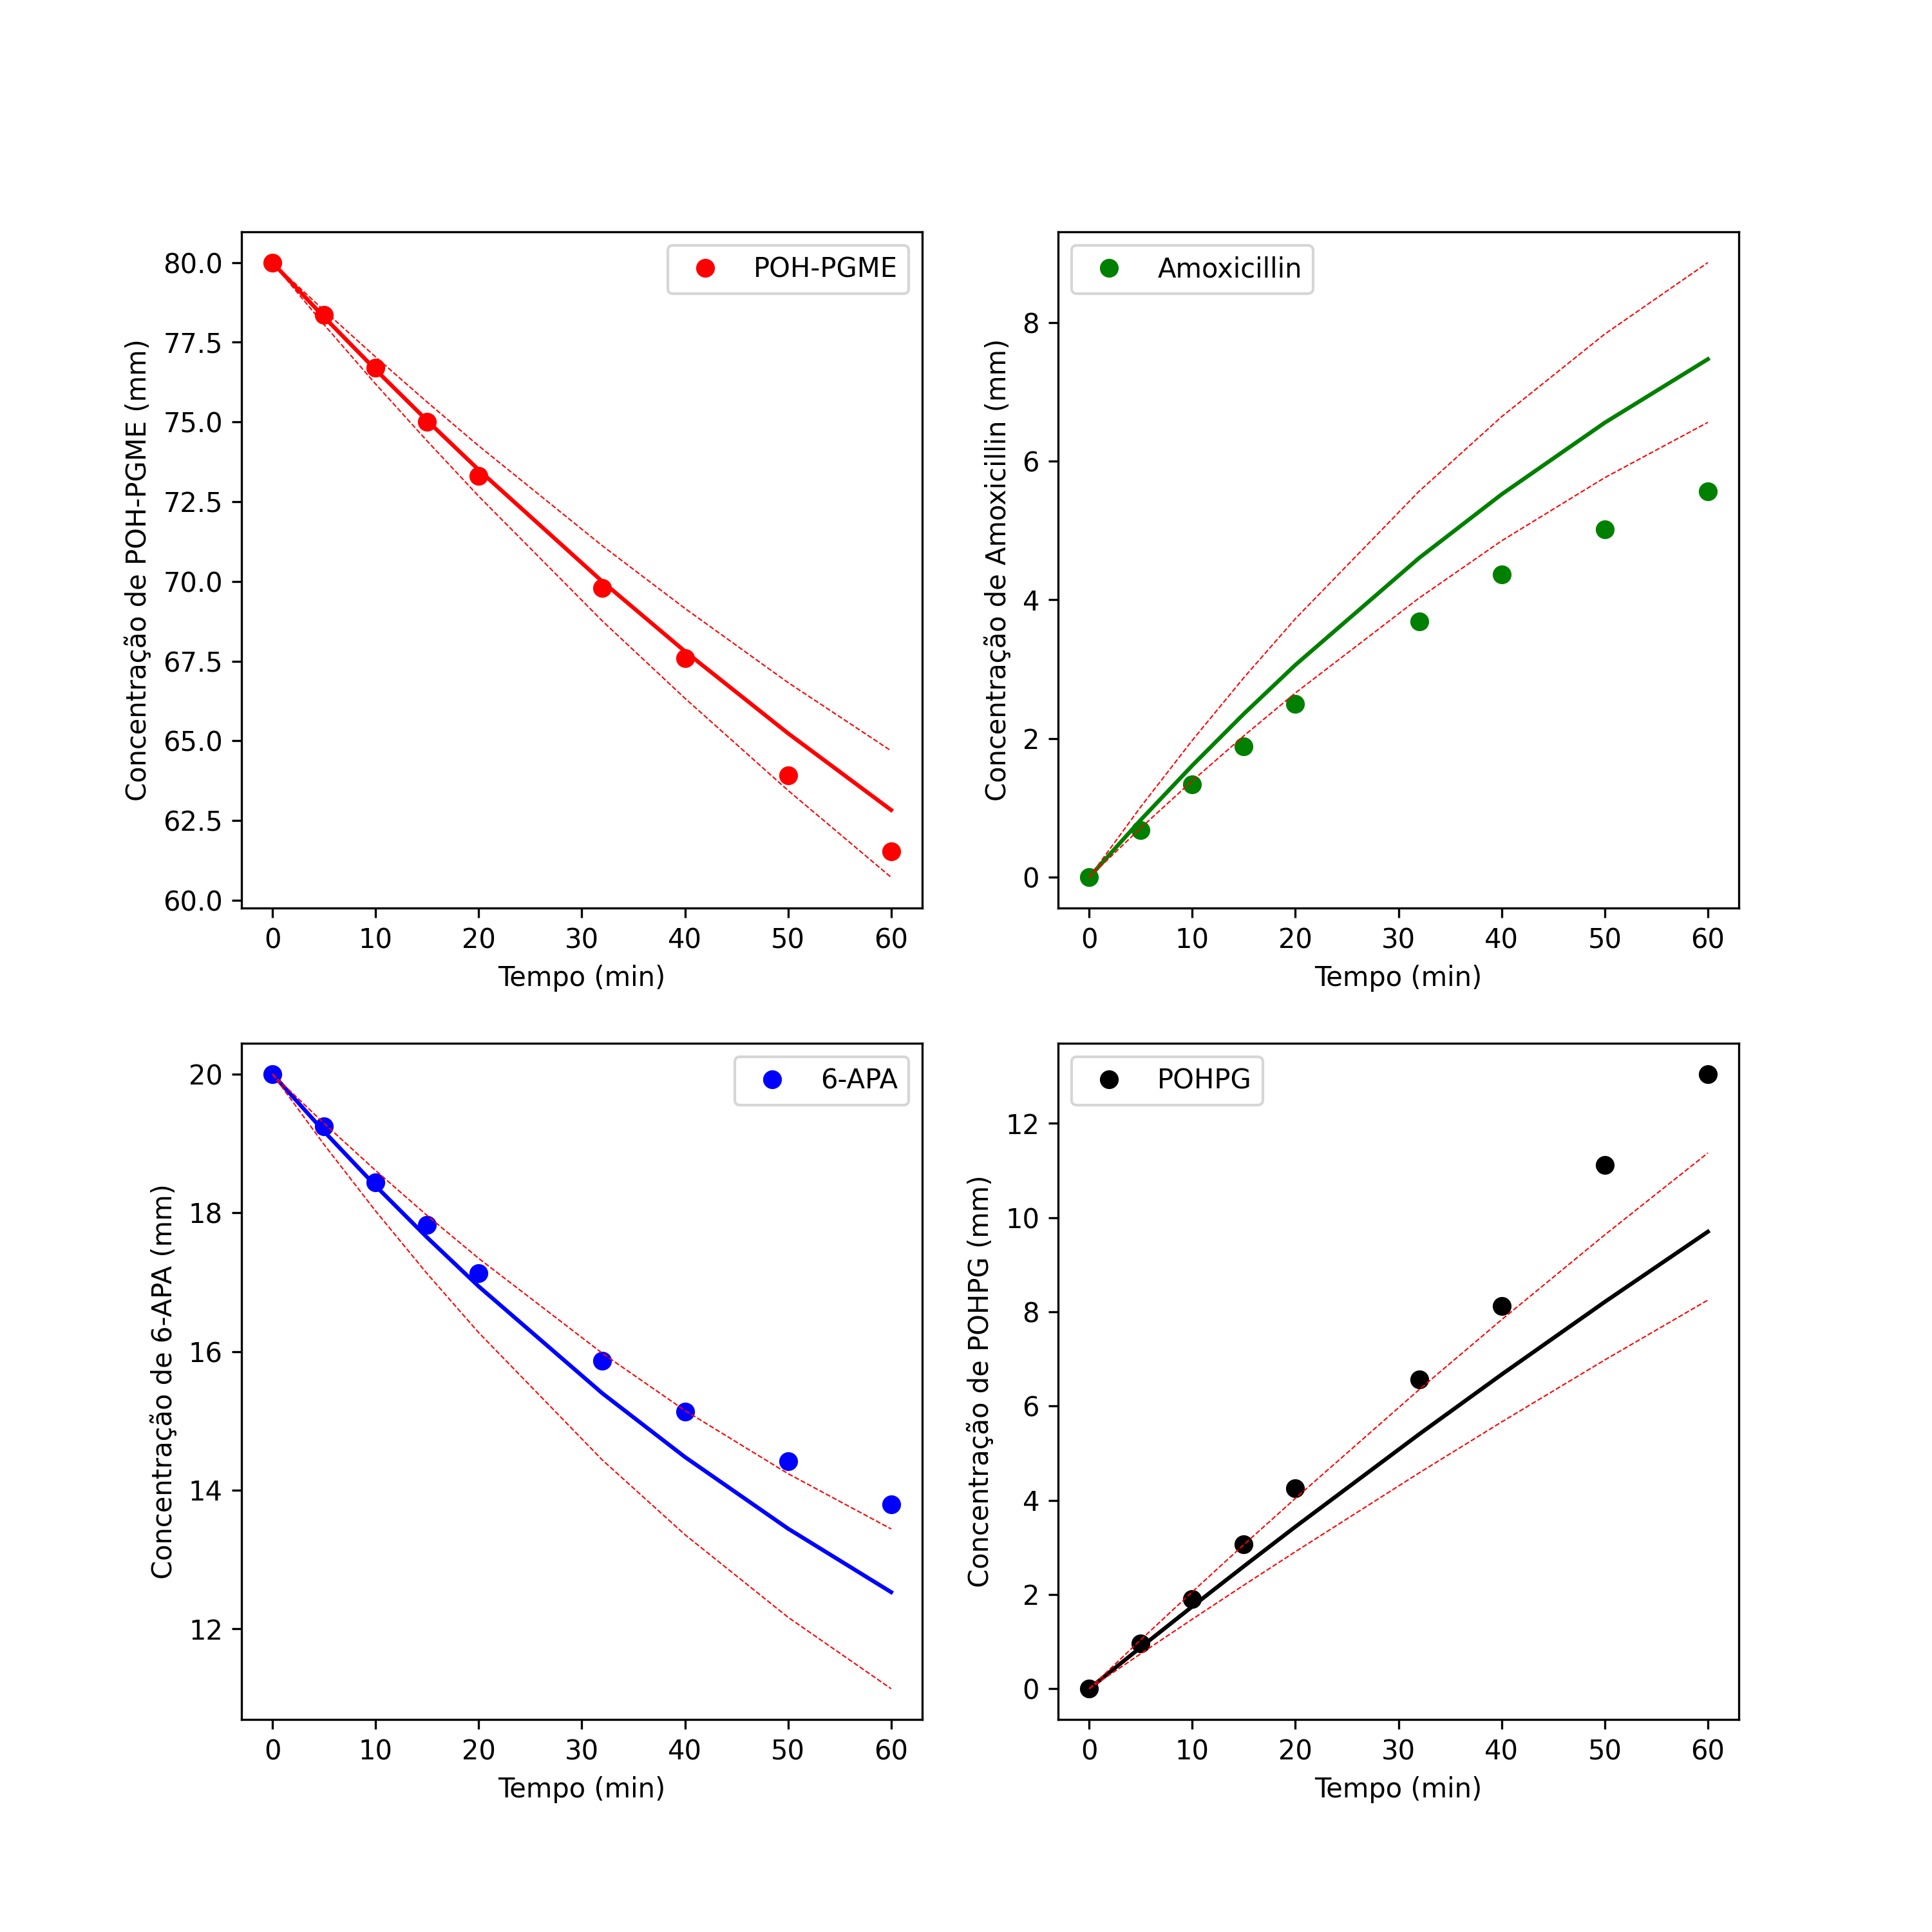 POH-PGME
Concentração de POH-PGME (mm)
80.0
77.5
75.0
72.5
70.0
67.5
65.0
62.5
60.0
0 10 20 30 40 50 60
Tempo (min)
Amoxicillin
Concentração de Amoxicillin (mm)
8
6
4
2
0
0 10 20 30 40 50 60
Tempo (min)
6-APA
Concentração de 6-APA (mm)
20
18
16
14
12
0 10 20 30 40 50 60
Tempo (min)
POHPG
Concentração de POHPG (mm)
12
10
8
6
4
2
0
0 10 20 30 40 50 60
Tempo (min)